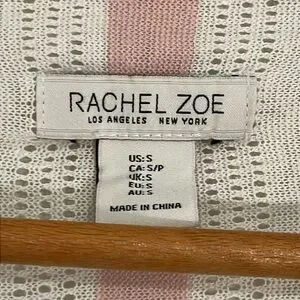 RACHEL ZOE
LOS ANGELES NEW YORK
US: S
CA: S/P
UK: S
EU: S
AU: S
MADE IN CHINA